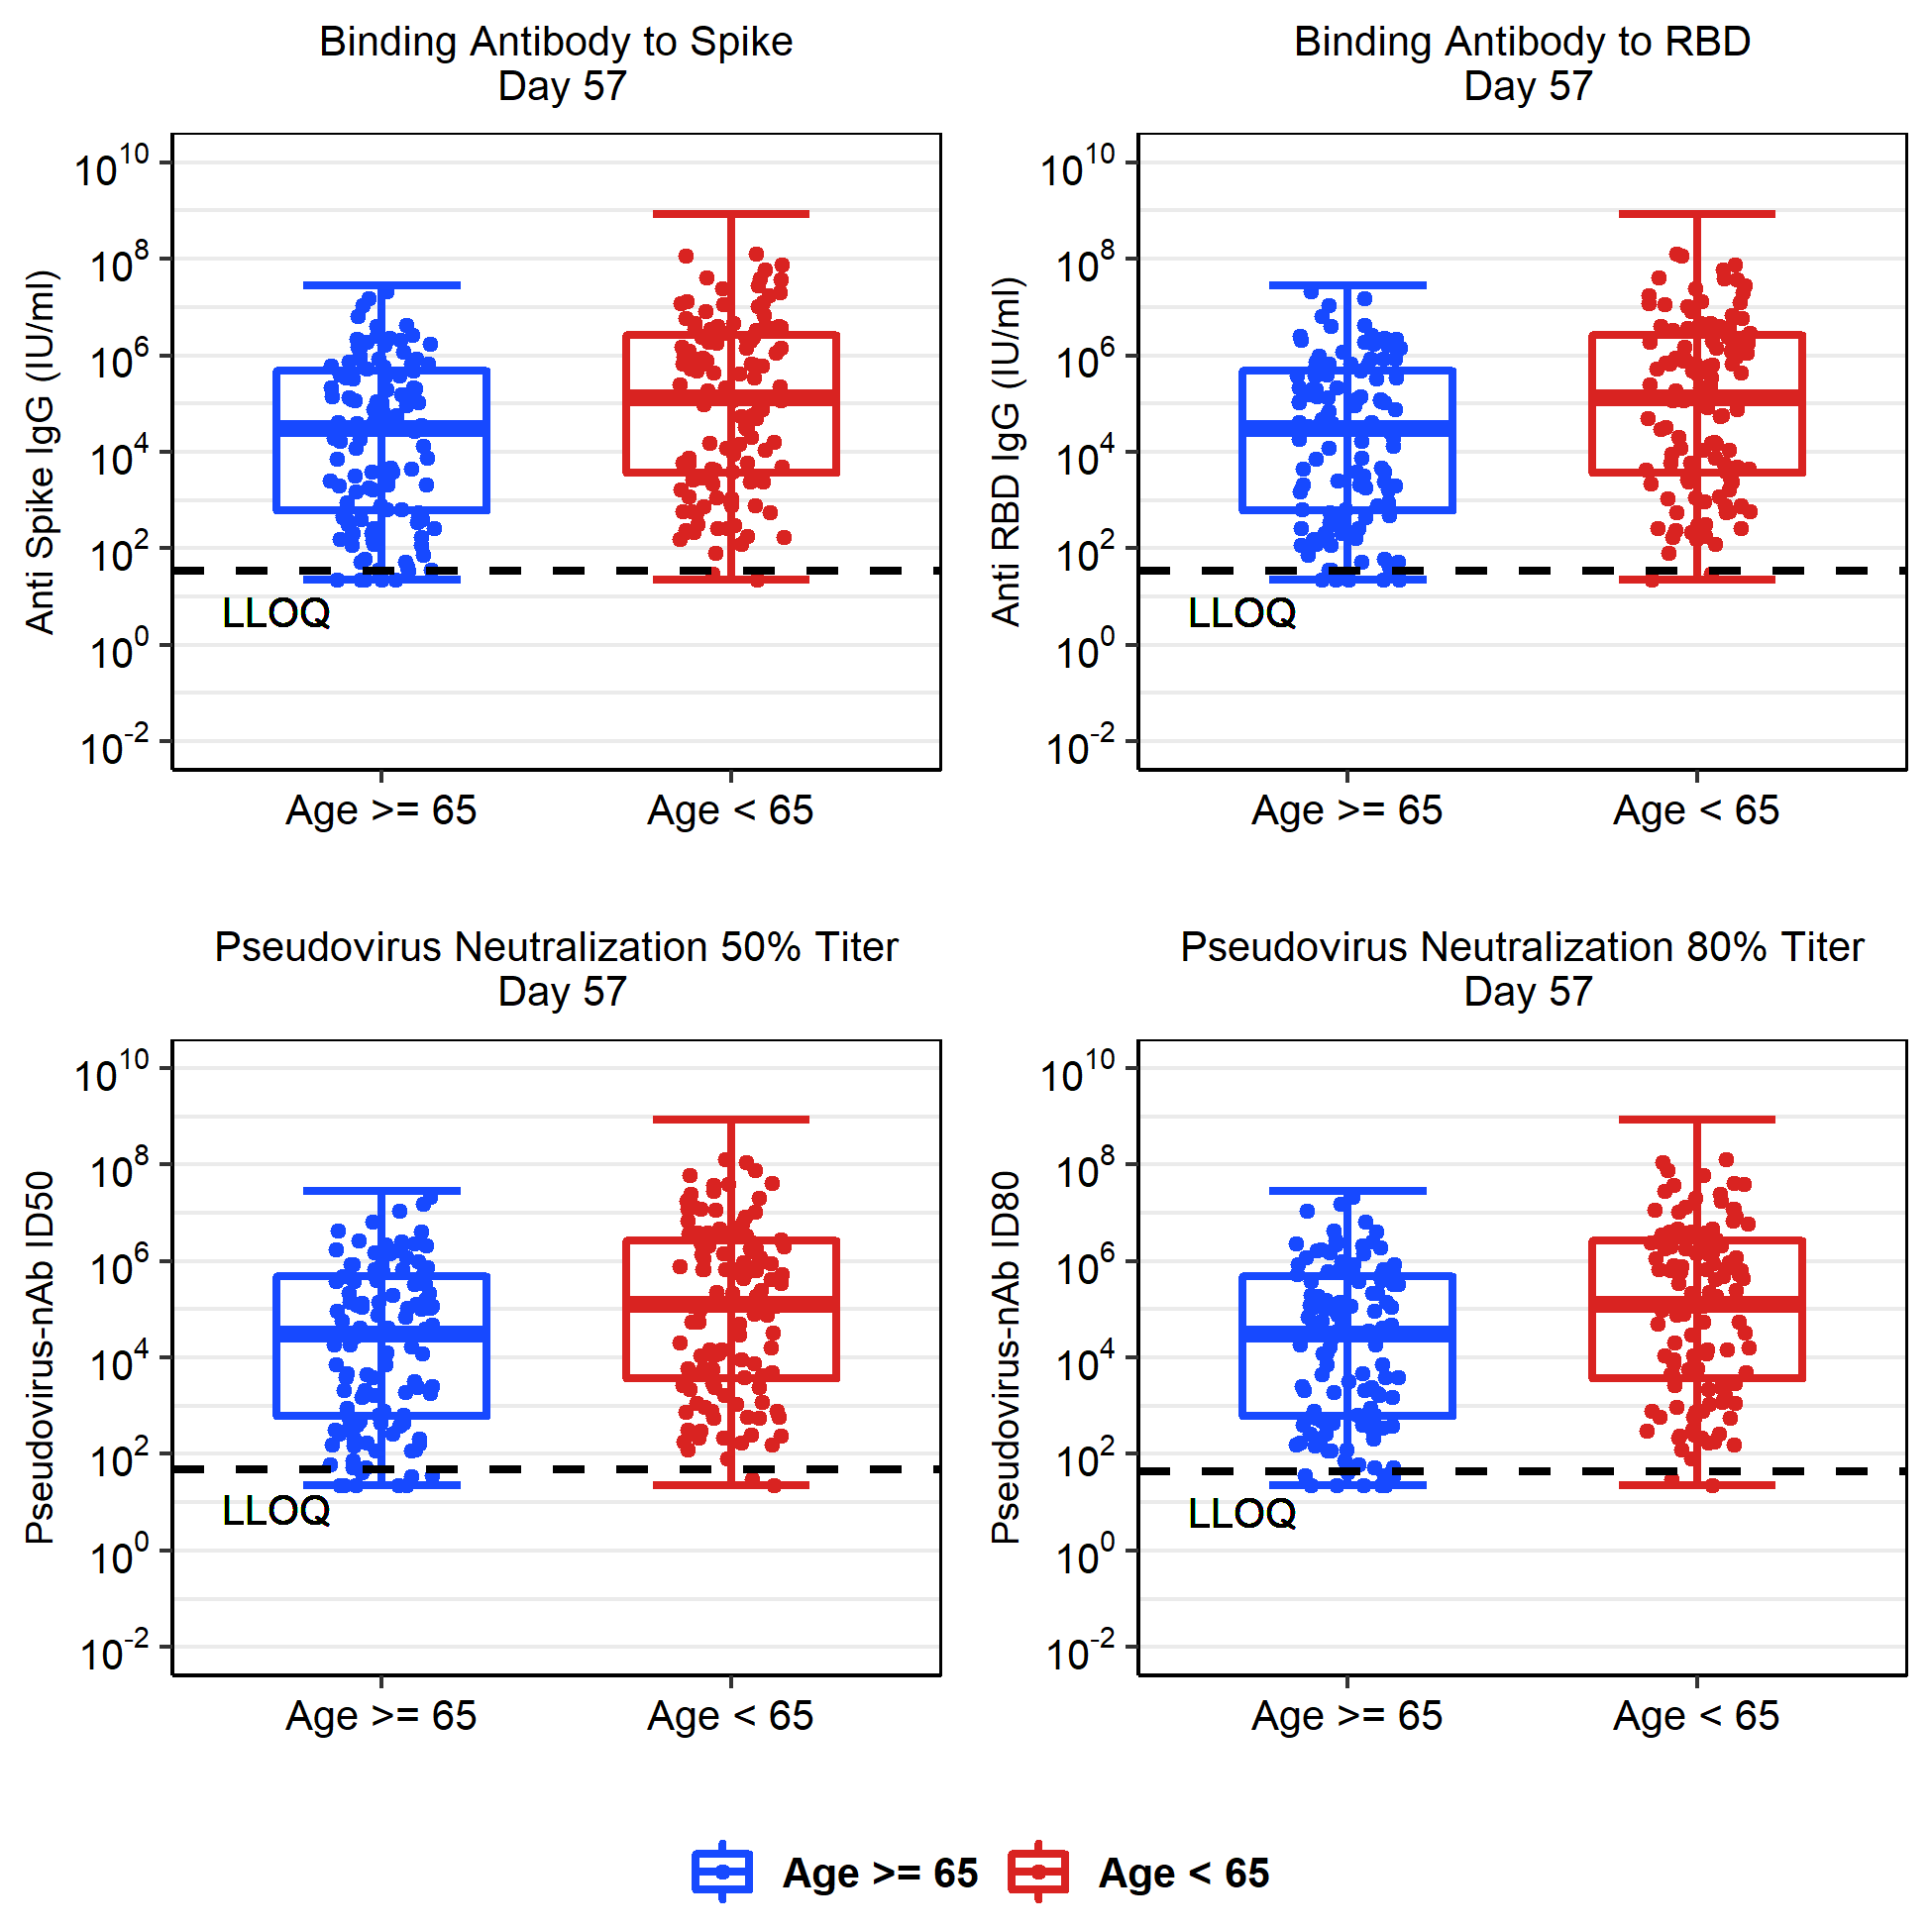 Binding Antibody to Spike
Day 57
Anti Spike IgG (IU/ml)
10^10
10^8
10^6
10^4
10^2
10^0
10^-2
LLOQ
Age >= 65
Age < 65
Binding Antibody to RBD
Day 57
Anti RBD IgG (IU/ml)
10^10
10^8
10^6
10^4
10^2
10^0
10^-2
LLOQ
Age >= 65
Age < 65
Pseudovirus Neutralization 50% Titer
Day 57
Pseudovirus-nAb ID50
10^10
10^8
10^6
10^4
10^2
10^0
10^-2
LLOQ
Age >= 65
Age < 65
Pseudovirus Neutralization 80% Titer
Day 57
Pseudovirus-nAb ID80
10^10
10^8
10^6
10^4
10^2
10^0
10^-2
LLOQ
Age >= 65
Age < 65
Age >= 65
Age < 65